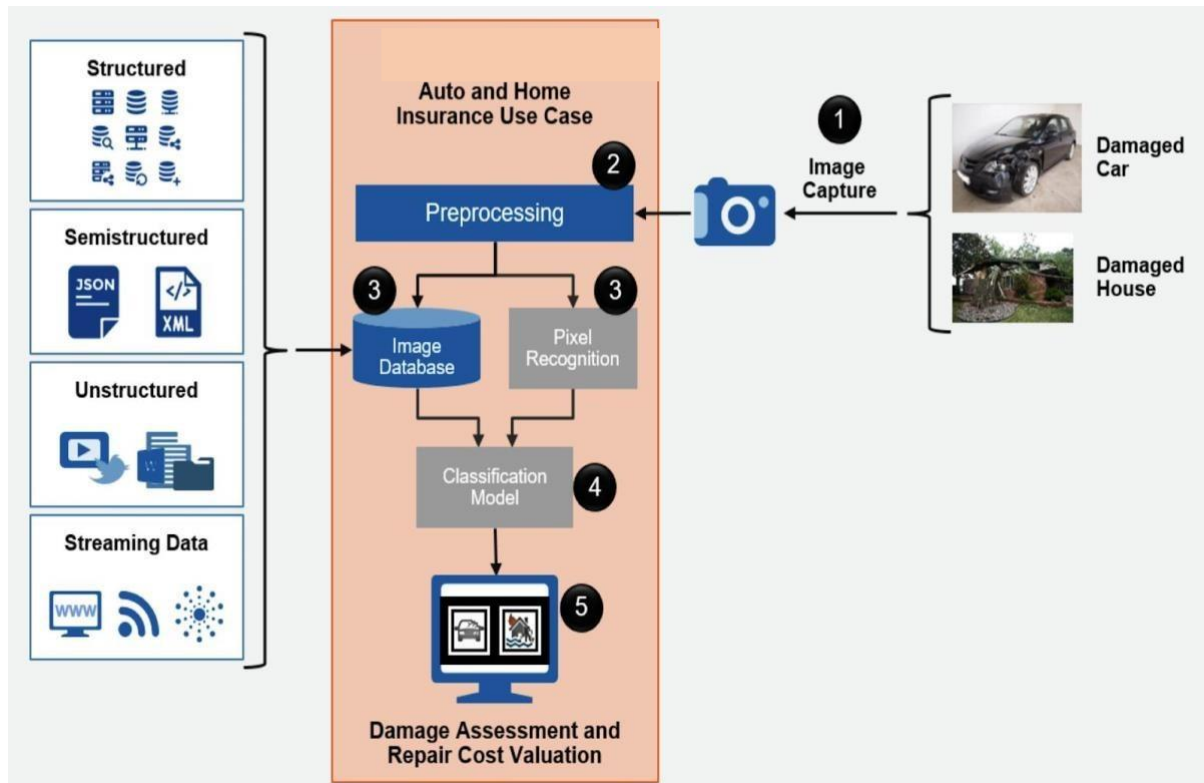 Structured
Semistructured
JSON
</>
XML
Unstructured
W
Streaming Data
WWW
Auto and Home
Insurance Use Case
2
Preprocessing
3
3
Image
Database
Pixel
Recognition
Classification
Model
4
5
Damage Assessment and
Repair Cost Valuation
1
Image
Capture
Damaged
Car
Damaged
House